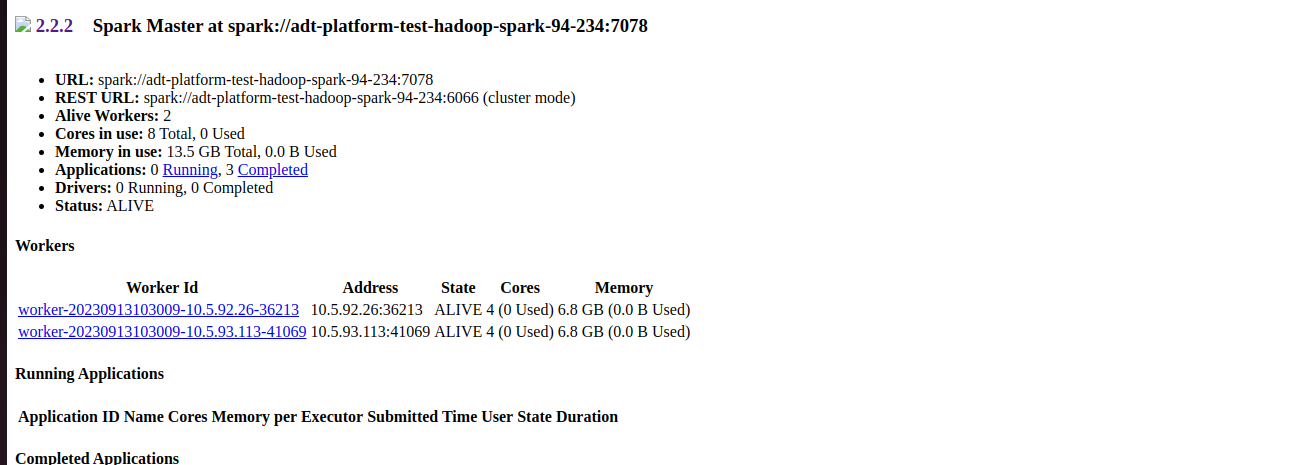 2.2.2 Spark Master at spark://adt-platform-test-hadoop-spark-94-234:7078
URL: spark://adt-platform-test-hadoop-spark-94-234:7078
REST URL: spark://adt-platform-test-hadoop-spark-94-234:6066 (cluster mode)
Alive Workers: 2
Cores in use: 8 Total, 0 Used
Memory in use: 13.5 GB Total, 0.0 B Used
Applications: 0 Running, 3 Completed
Drivers: 0 Running, 0 Completed
Status: ALIVE
Workers
Worker Id Address State Cores Memory
worker-20230913103009-10.5.92.26-36213 10.5.92.26:36213 ALIVE 4 (0 Used) 6.8 GB (0.0 B Used)
worker-20230913103009-10.5.93.113-41069 10.5.93.113:41069 ALIVE 4 (0 Used) 6.8 GB (0.0 B Used)
Running Applications
Application ID Name Cores Memory per Executor Submitted Time User State Duration
Completed Applications